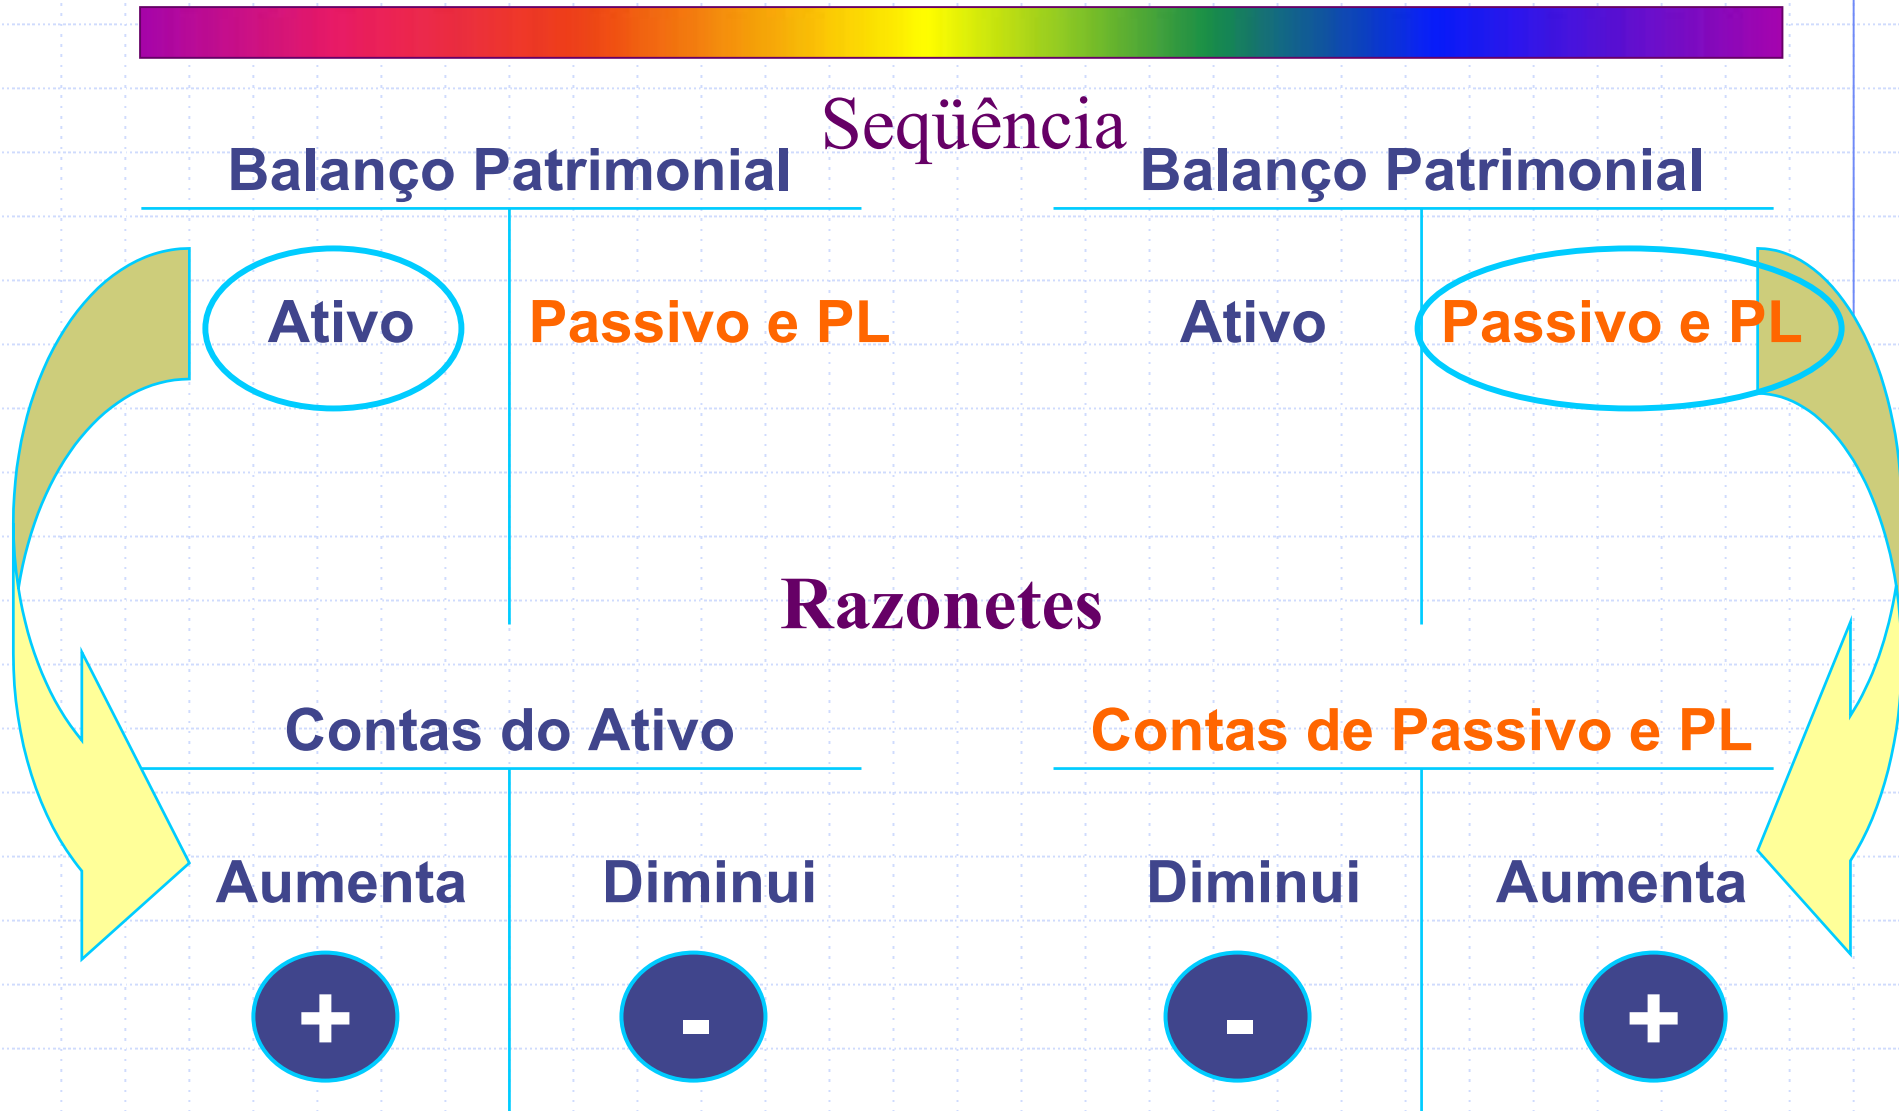 Seqüência
Balanço Patrimonial Balanço Patrimonial
Ativo Passivo e PL Ativo Passivo e PL
Razonetes
Contas do Ativo Contas de Passivo e PL
Aumenta Diminui Diminui Aumenta
+ - - +